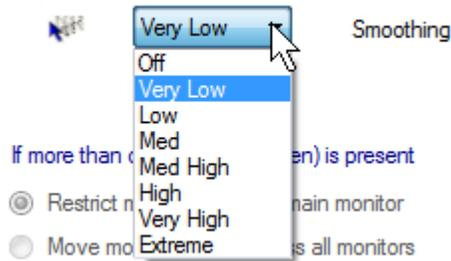 Very Low Smoothing
Off
Very Low
Low
Med
If more than en) is present
Med High
High
Restrict main monitor
Very High
Move mo s all monitors
Extreme